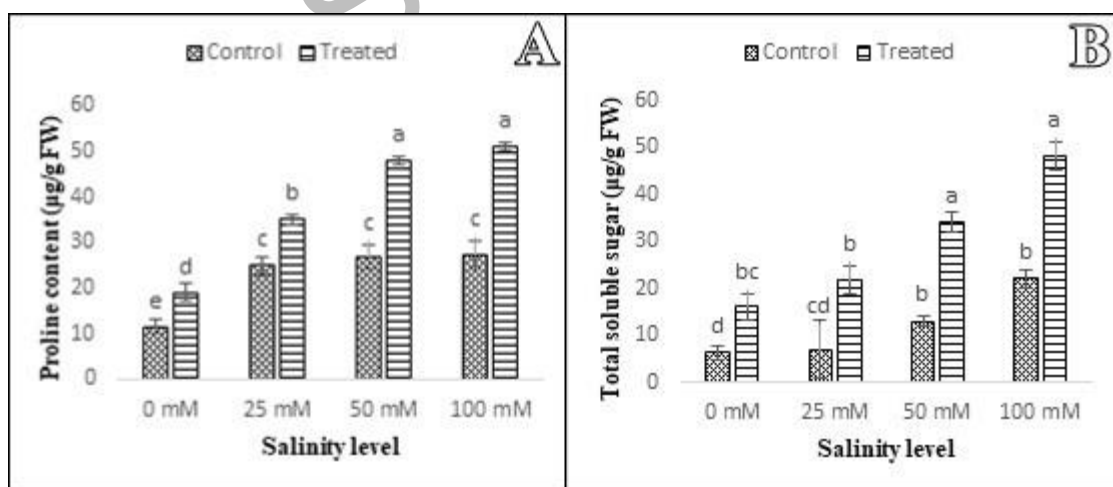 Control Treated
A
Proline content (µg/g FW)
60
50
40
30
20
10
0
e d c b c a c a
0 mM 25 mM 50 mM 100 mM
Salinity level
Control Treated
B
Total soluble sugar (µg/g FW)
60
50
40
30
20
10
0
d bc cd b b a b a
0 mM 25 mM 50 mM 100 mM
Salinity level